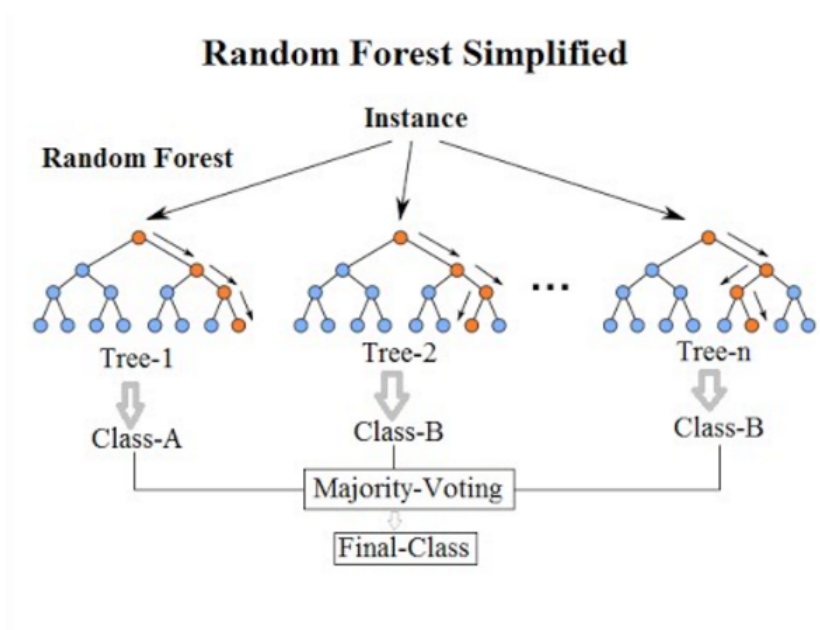 Random Forest Simplified
Instance
Random Forest
...
Tree-1
Tree-2
Tree-n
Class-A
Class-B
Class-B
Majority-Voting
Final-Class